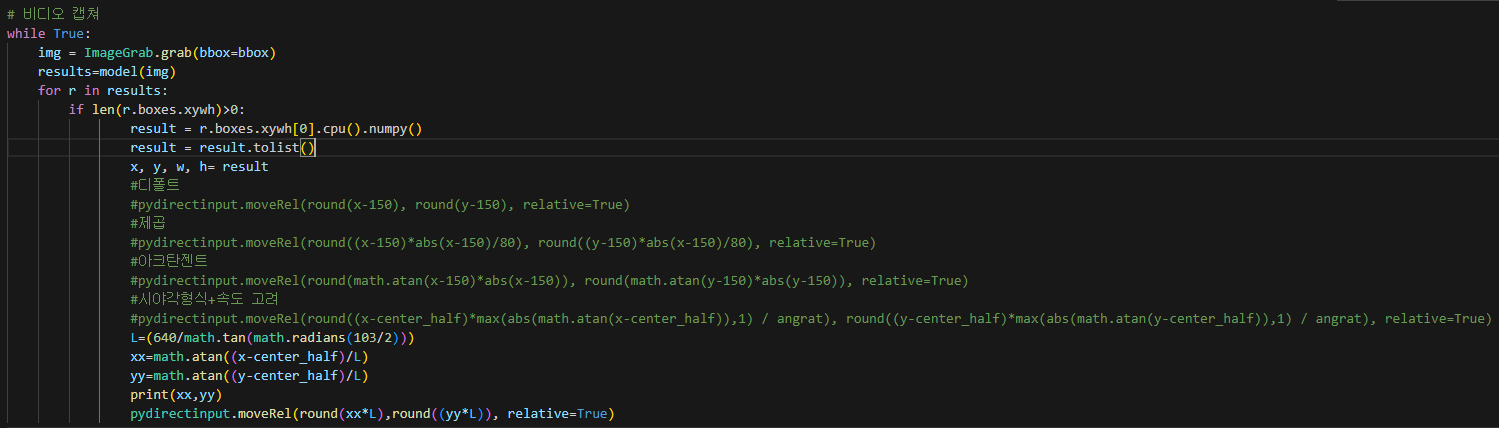 # 비디오 캡쳐
while True:
    img = ImageGrab.grab(bbox=bbox)
    results=model(img)
    for r in results:
        if len(r.boxes.xywh)>0:
                result = r.boxes.xywh[0].cpu().numpy()
                result = result.tolist()
                x, y, w, h= result
                #디폴트
                #pydirectinput.moveRel(round(x-150), round(y-150), relative=True)
                #제곱
                #pydirectinput.moveRel(round((x-150)*abs(x-150)/80), round((y-150)*abs(x-150)/80), relative=True)
                #아크탄젠트
                #pydirectinput.moveRel(round(math.atan(x-150)*abs(x-150)), round(math.atan(y-150)*abs(y-150)), relative=True)
                #시야각형식+속도 고려
                #pydirectinput.moveRel(round((x-center_half)*max(abs(math.atan(x-center_half)),1) / angrat), round((y-center_half)*max(abs(math.atan(y-center_half)),1) / angrat), relative=True)
                L=(640/math.tan(math.radians(103/2)))
                xx=math.atan((x-center_half)/L)
                yy=math.atan((y-center_half)/L)
                print(xx,yy)
                pydirectinput.moveRel(round(xx*L),round((yy*L)), relative=True)